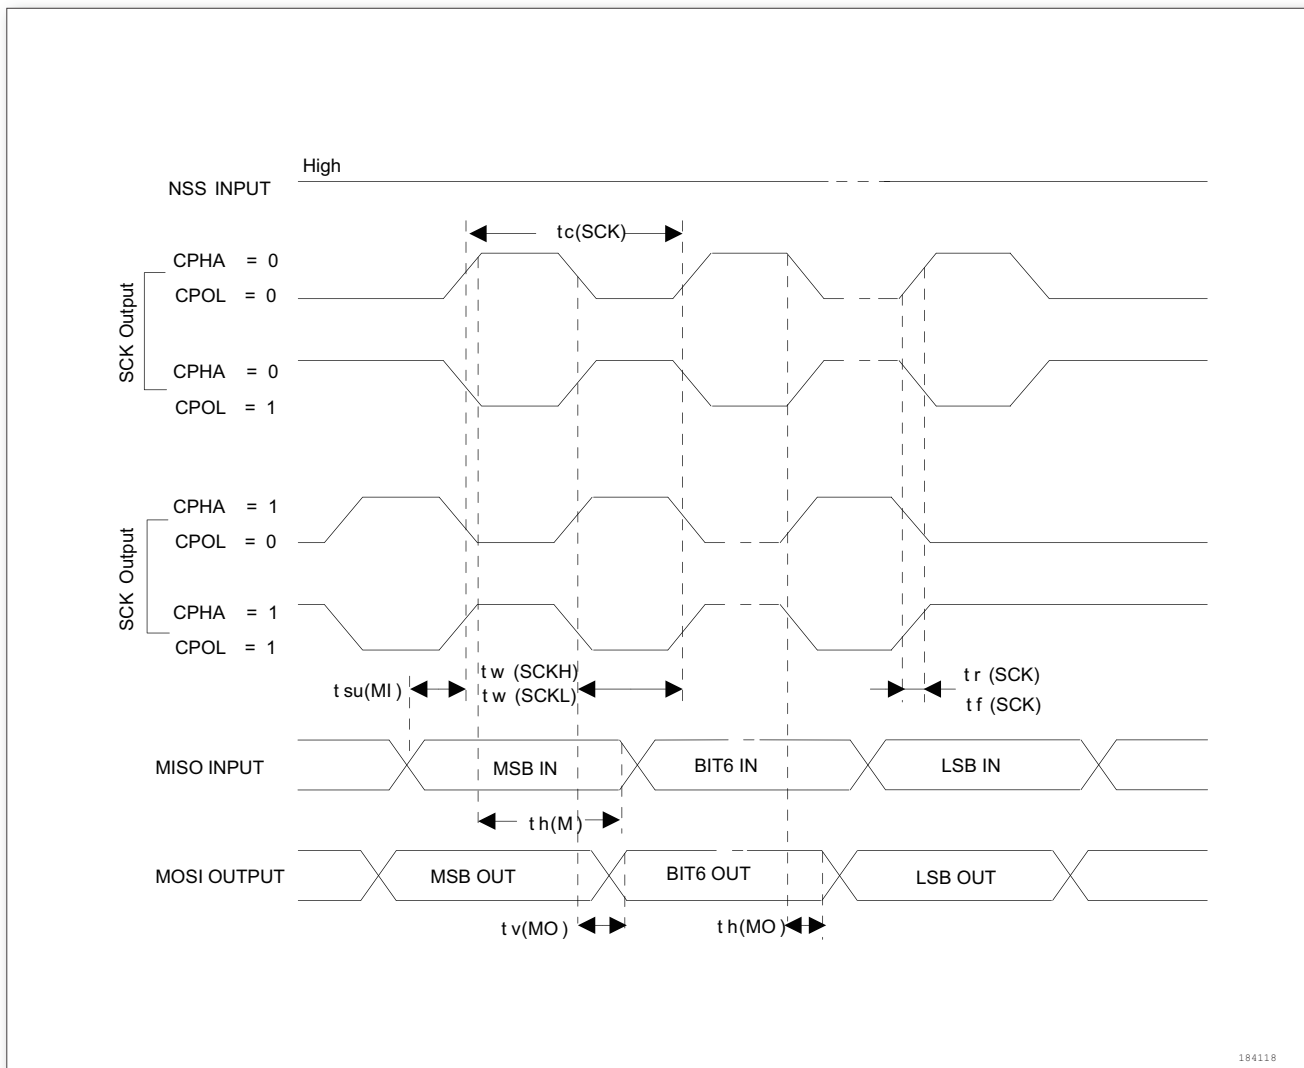 High
NSS INPUT
tc(SCK)
CPHA = 0
CPOL = 0
SCK Output
CPHA = 0
CPOL = 1
CPHA = 1
CPOL = 0
SCK Output
CPHA = 1
CPOL = 1
tsu(MI)
tw (SCKH)
tw (SCKL)
tr (SCK)
tf (SCK)
MISO INPUT
MSB IN
BIT6 IN
LSB IN
th(M)
MOSI OUTPUT
MSB OUT
BIT6 OUT
LSB OUT
tv(MO)
th(MO)
184118